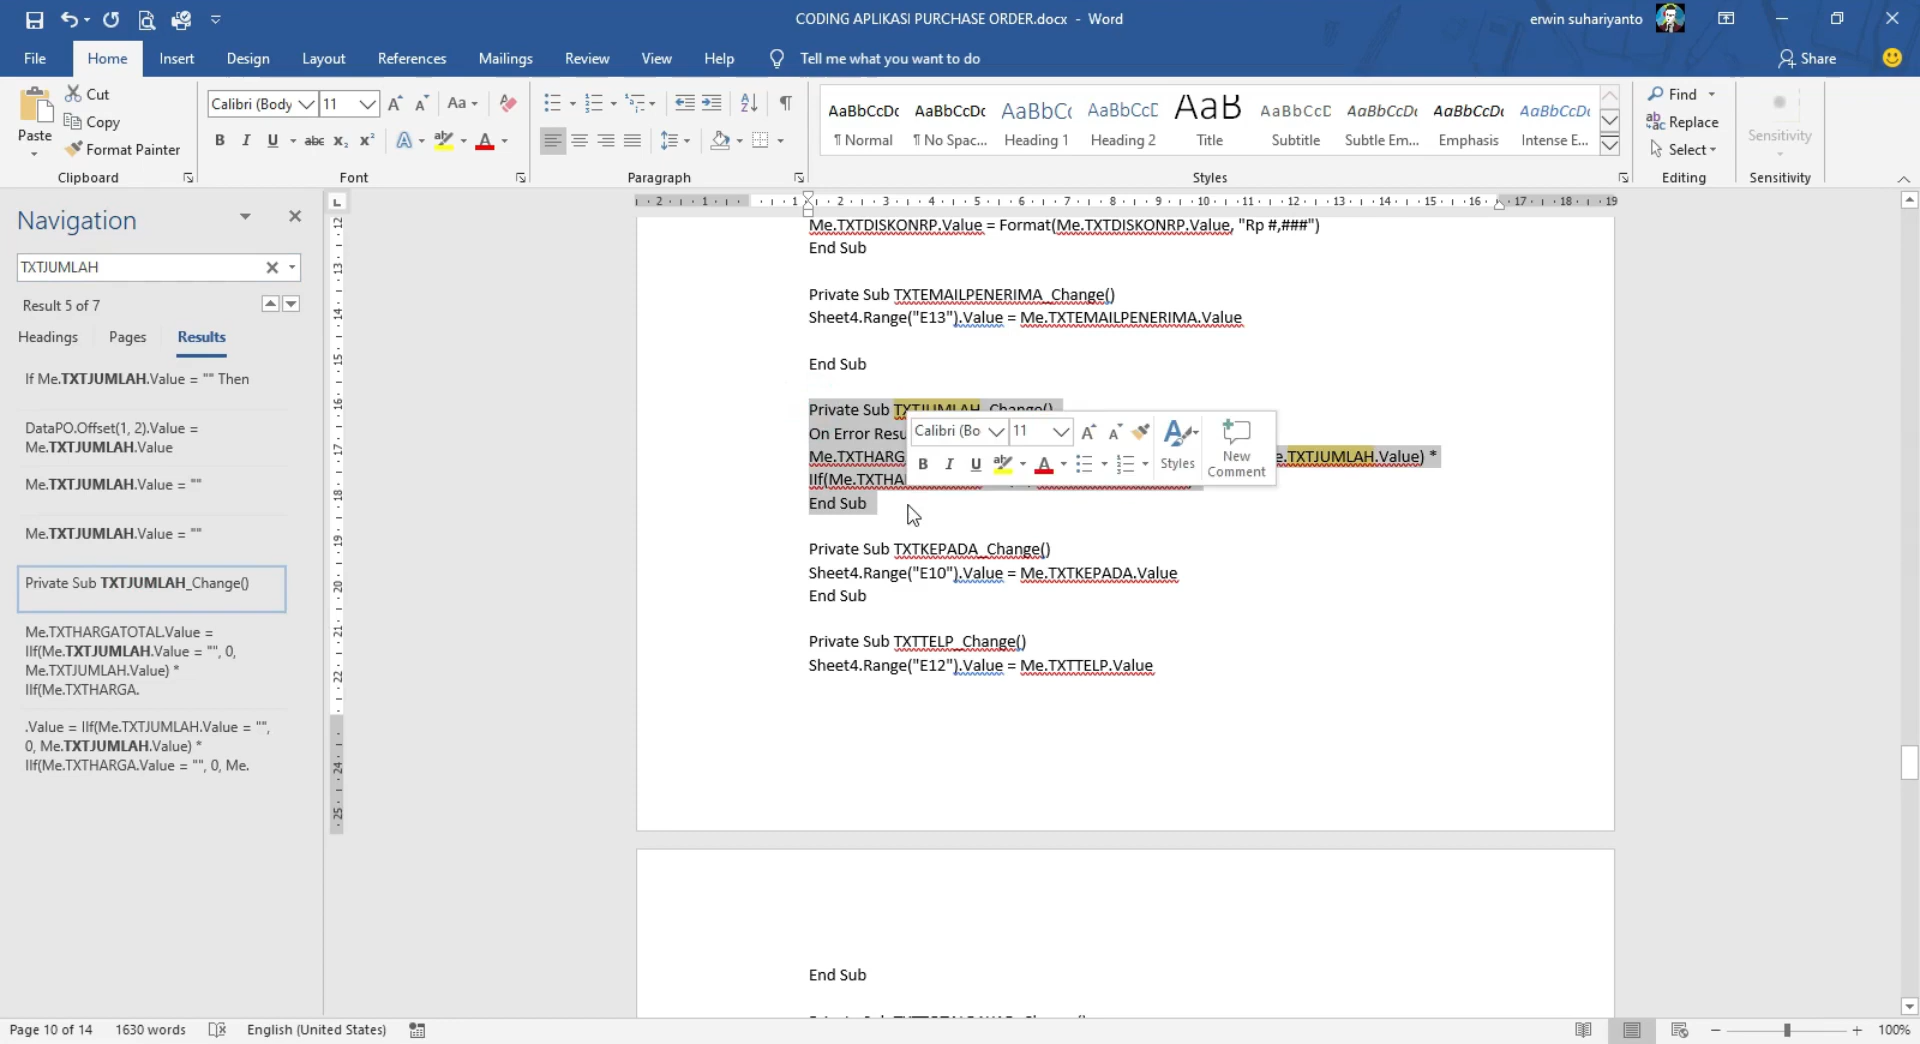 CODING APLIKASI PURCHASE ORDER.docx - Word
erwin suhariyanto
File Home Insert Design Layout References Mailings Review View Help Tell me what you want to do Share
Paste
Cut
Copy
Format Painter
Clipboard
Calibri (Body 11
Font
Paragraph
AaBbCcDc AaBbCcDc AaBbCc AaBbCcC AaB AaBbCcC AaBbCcDc AaBbCcDc AaBbCcDc
¶ Normal ¶ No Spac... Heading 1 Heading 2 Title Subtitle Subtle Em... Emphasis Intense E...
Styles
Find
Replace
Select
Editing
Sensitivity
Sensitivity
Navigation
TXTJUMLAH
Result 5 of 7
Headings Pages Results
If Me.TXTJUMLAH.Value = "" Then
DataPO.Offset(1, 2).Value =
Me.TXTJUMLAH.Value
Me.TXTJUMLAH.Value = ""
Me.TXTJUMLAH.Value = ""
Private Sub TXTJUMLAH_Change()
Me.TXTHARGATOTAL.Value =
IIf(Me.TXTJUMLAH.Value = "", 0,
Me.TXTJUMLAH.Value) *
IIf(Me.TXTHARGA.
.Value = IIf(Me.TXTJUMLAH.Value = "",
0, Me.TXTJUMLAH.Value) *
IIf(Me.TXTHARGA.Value = "", 0, Me.
Me.TXTDISKONRP.Value = Format(Me.TXTDISKONRP.Value, "Rp #,###")
End Sub
Private Sub TXTEMAILPENERIMA_Change()
Sheet4.Range("E13").Value = Me.TXTEMAILPENERIMA.Value
End Sub
Private Sub TXTJUMLAH_Change()
On Error Resu
Me.TXTHARG
e.TXTJUMLAH.Value) *
IIf(Me.TXTHA
End Sub
Calibri (Bo 11
Styles
New
Comment
Private Sub TXTKEPADA_Change()
Sheet4.Range("E10").Value = Me.TXTKEPADA.Value
End Sub
Private Sub TXTTELP_Change()
Sheet4.Range("E12").Value = Me.TXTTELP.Value
End Sub
Page 10 of 14 1630 words English (United States) 100%